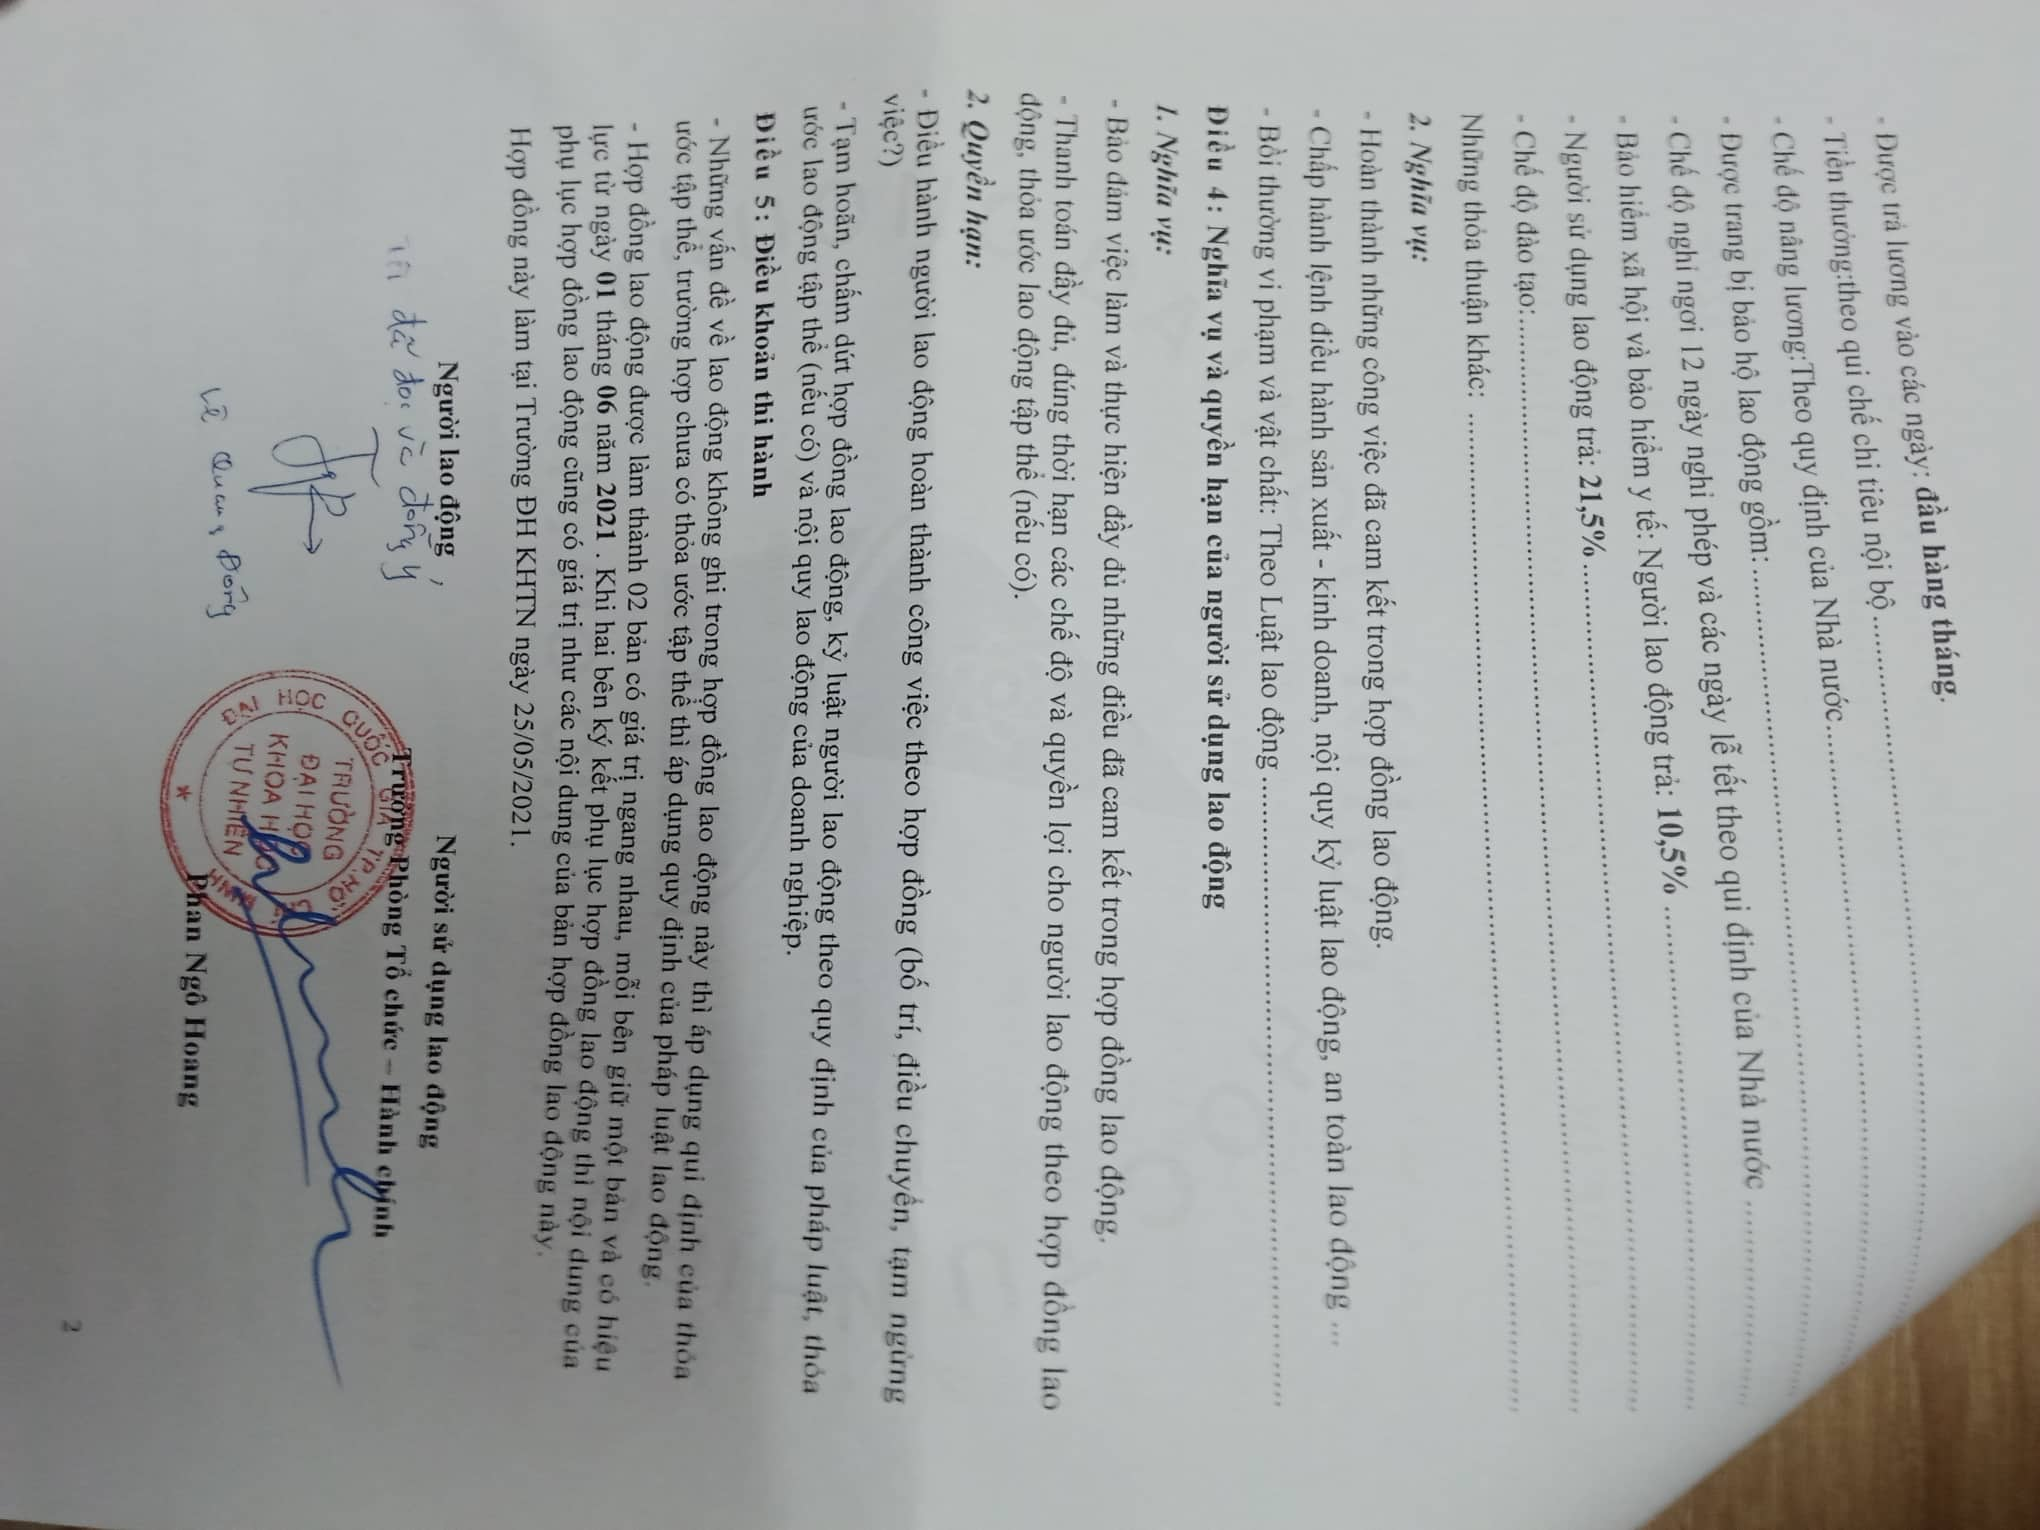 - Được trả lương vào các ngày: đầu hàng tháng.
- Tiền thưởng:theo qui chế chi tiêu nội bộ ........................
- Chế độ nâng lương:Theo quy định của Nhà nước........................
- Được trang bị bảo hộ lao động gồm: ........................
- Chế độ nghỉ ngơi 12 ngày nghỉ phép và các ngày lễ tết theo qui định của Nhà nước ........................
- Bảo hiểm xã hội và bảo hiểm y tế: Người lao động trả: 10,5% ........................
- Người sử dụng lao động trả: 21,5% ........................
- Chế độ đào tạo:........................
Những thỏa thuận khác: ........................
2. Nghĩa vụ:
- Hoàn thành những công việc đã cam kết trong hợp đồng lao động.
- Chấp hành lệnh điều hành sản xuất - kinh doanh, nội quy kỷ luật lao động, an toàn lao động ...
- Bồi thường vi phạm và vật chất: Theo Luật lao động ........................
Điều 4: Nghĩa vụ và quyền hạn của người sử dụng lao động
1. Nghĩa vụ:
- Bảo đảm việc làm và thực hiện đầy đủ những điều đã cam kết trong hợp đồng lao động.
- Thanh toán đầy đủ, đúng thời hạn các chế độ và quyền lợi cho người lao động theo hợp đồng lao
động, thỏa ước lao động tập thể (nếu có).
2. Quyền hạn:
- Điều hành người lao động hoàn thành công việc theo hợp đồng (bố trí, điều chuyển, tạm ngừng
việc?)
- Tạm hoãn, chấm dứt hợp đồng lao động, kỷ luật người lao động theo quy định của pháp luật, thỏa
ước lao động tập thể (nếu có) và nội quy lao động của doanh nghiệp.
Điều 5: Điều khoản thi hành
- Những vấn đề về lao động không ghi trong hợp đồng lao động này thì áp dụng qui định của thỏa
ước tập thể, trường hợp chưa có thỏa ước tập thể thì áp dụng quy định của pháp luật lao động.
- Hợp đồng lao động được làm thành 02 bản có giá trị ngang nhau, mỗi bên giữ một bản và có hiệu
lực từ ngày 01 tháng 06 năm 2021 . Khi hai bên ký kết phụ lục hợp đồng lao động thì nội dung của
phụ lục hợp đồng lao động cũng có giá trị như các nội dung của bản hợp đồng lao động này.
Hợp đồng này làm tại Trường ĐH KHTN ngày 25/05/2021.
Người lao động
Tôi đã đọc và đồng ý
Lê Quang Đông
Người sử dụng lao động
Trưởng Phòng Tổ chức – Hành chính
ĐẠI HỌC QUỐC GIA TP.HỒ CHÍ MINH
TRƯỜNG
ĐẠI HỌC
KHOA HỌC
TỰ NHIÊN
Phan Ngô Hoang
2